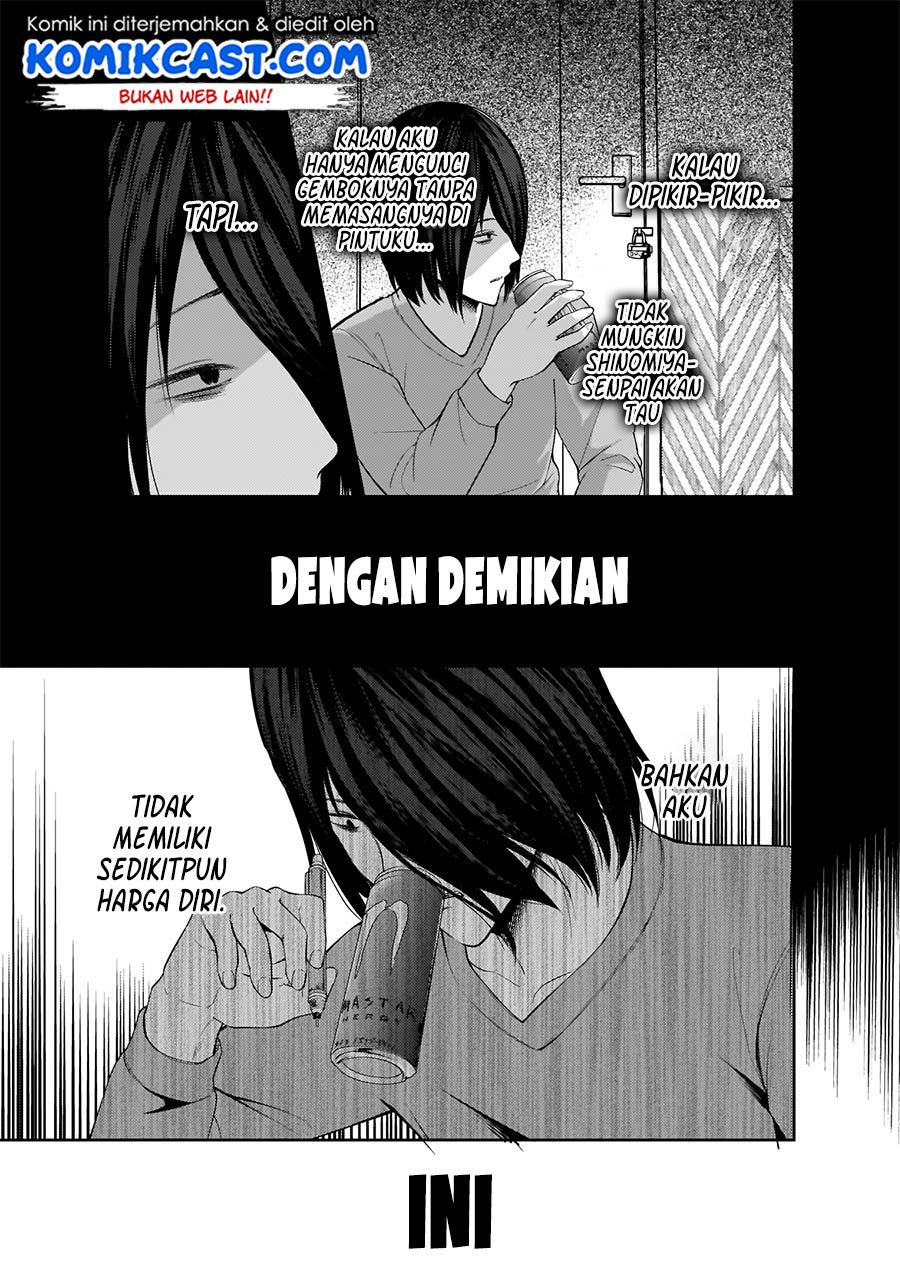 Komik ini diterjemahkan & diedit oleh
KOMIKCAST.COM
BUKAN WEB LAIN!!
KALAU
DIPIKIR-PIKIR...
KALAU AKU
HANYA MENGUNCI
GEMBOKNYA TANPA
MEMASANGNYA DI
PINTUKU...
TIDAK
MUNGKIN
SHINOMIYA-
SENPAI AKAN
TAU
TAPI...
DENGAN DEMIKIAN
BAHKAN
AKU
TIDAK
MEMILIKI
SEDIKITPUN
HARGA DIRI.
MASTAR
INI